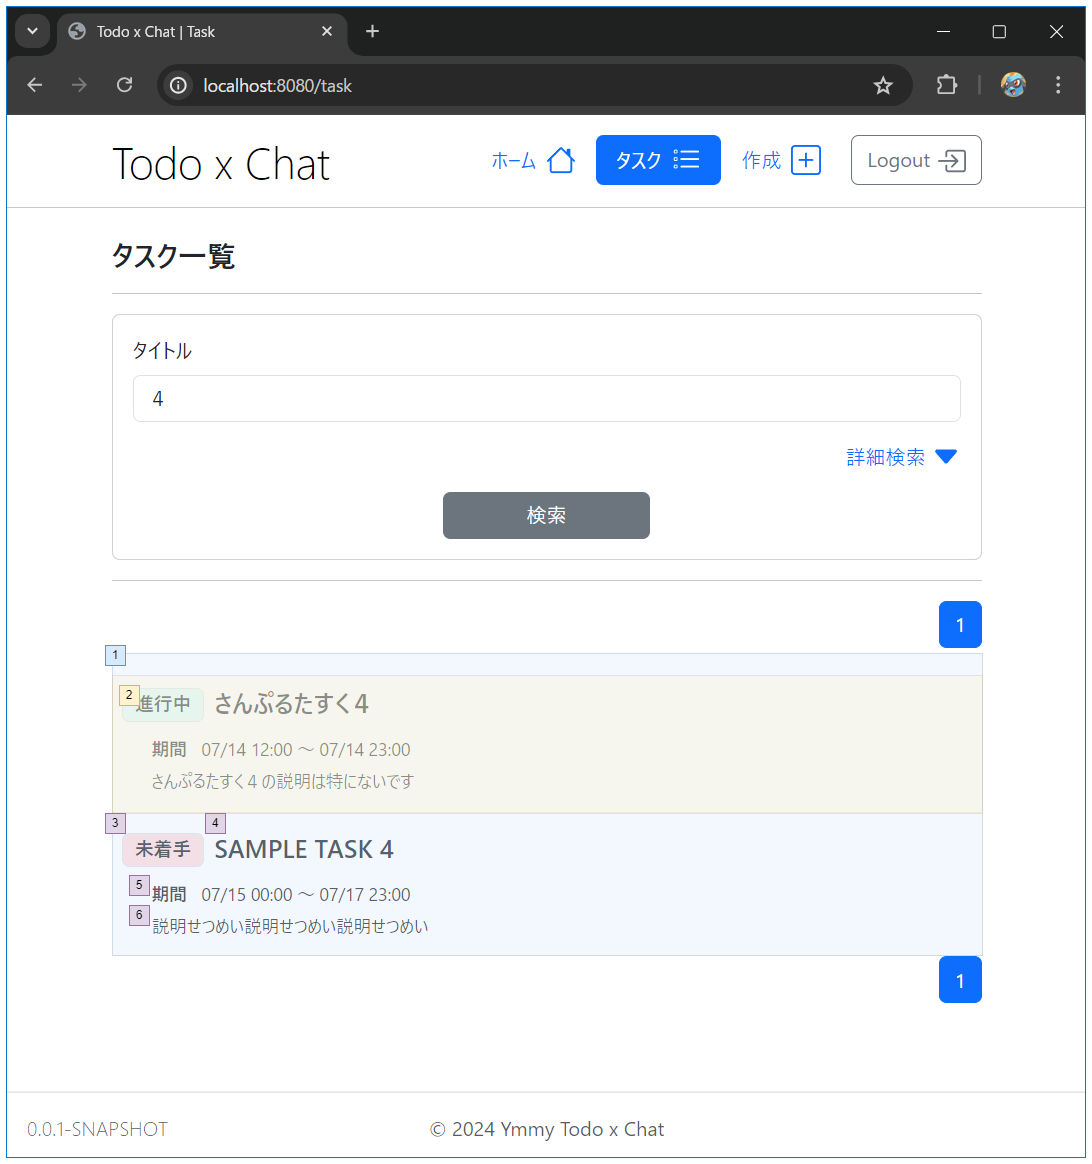 Todo x Chat | Task
localhost:8080/task
Todo x Chat
ホーム
タスク
作成
Logout
タスク一覧
タイトル
4
詳細検索
検索
1
1
2
進行中 さんぷるたすく4
期間 07/14 12:00 ～ 07/14 23:00
さんぷるたすく4 の説明は特にないです
3 4
未着手 SAMPLE TASK 4
5
期間 07/15 00:00 ～ 07/17 23:00
6
説明せつめい説明せつめい説明せつめい
1
0.0.1-SNAPSHOT
© 2024 Ymmy Todo x Chat